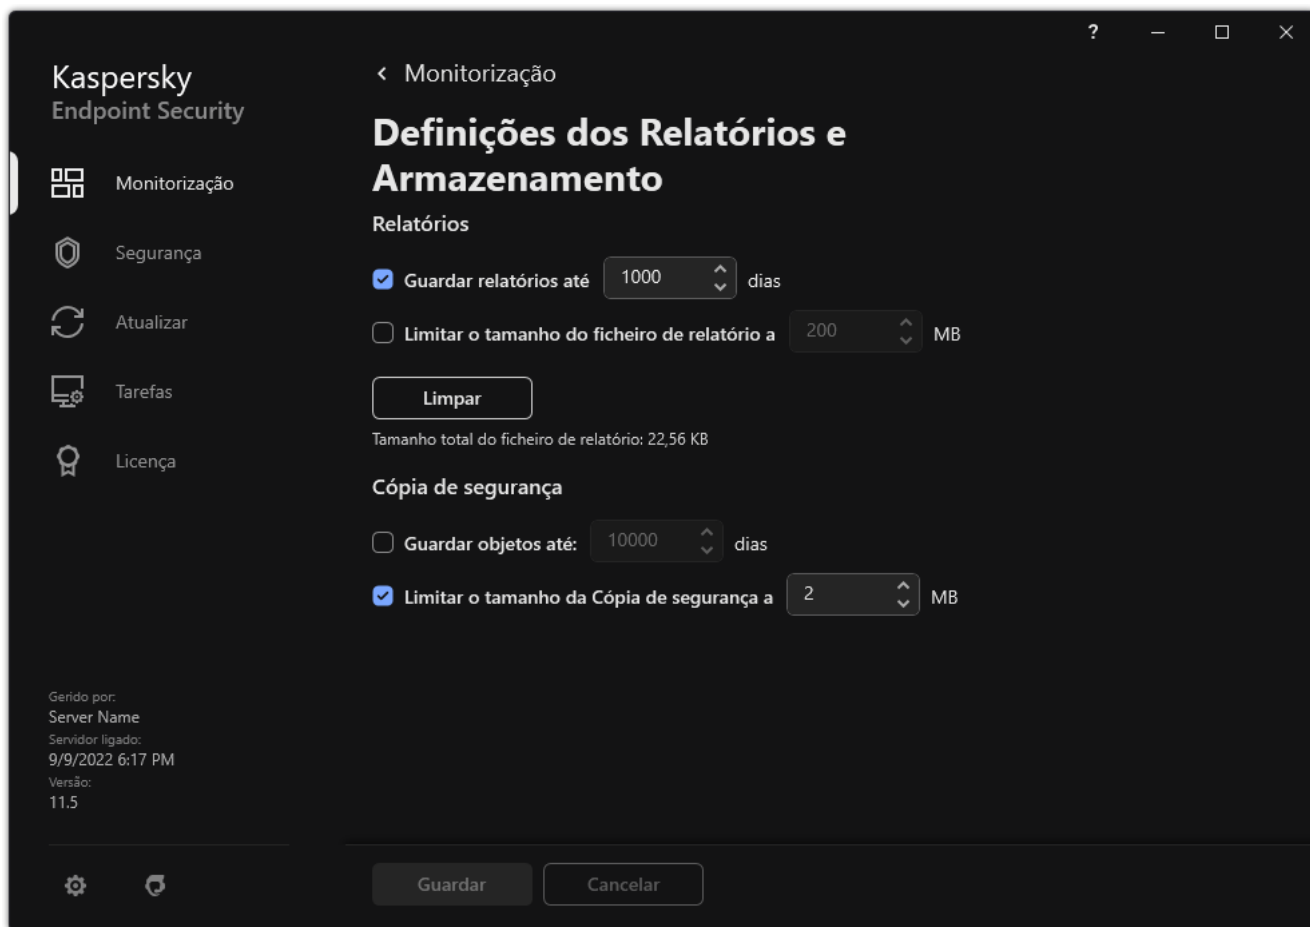 ?
Kaspersky
Endpoint Security
Monitorização
Segurança
Atualizar
Tarefas
Licença
Gerido por:
Server Name
Servidor ligado:
9/9/2022 6:17 PM
Versão:
11.5
Monitorização
Definições dos Relatórios e
Armazenamento
Relatórios
Guardar relatórios até 1000 dias
Limitar o tamanho do ficheiro de relatório a 200 MB
Limpar
Tamanho total do ficheiro de relatório: 22,56 KB
Cópia de segurança
Guardar objetos até: 10000 dias
Limitar o tamanho da Cópia de segurança a 2 MB
Guardar Cancelar